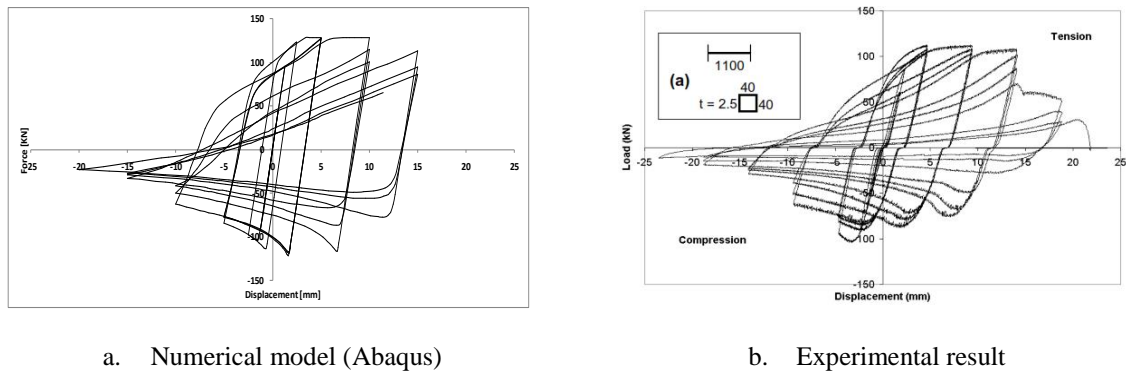 150
100
50
0
-25 -20 -15 -10 -5 0 5 10 15 20 25
-50
-100
-150
Force [KN]
Displacement [mm]
150
Tension
(a)
1100
100
40
t = 2.5 40
50
0
-25 -20 -15 -10 -5 0 5 10 15 20 25
-50
Compression
-100
-150
Load (kN)
Displacement (mm)
a. Numerical model (Abaqus)
b. Experimental result